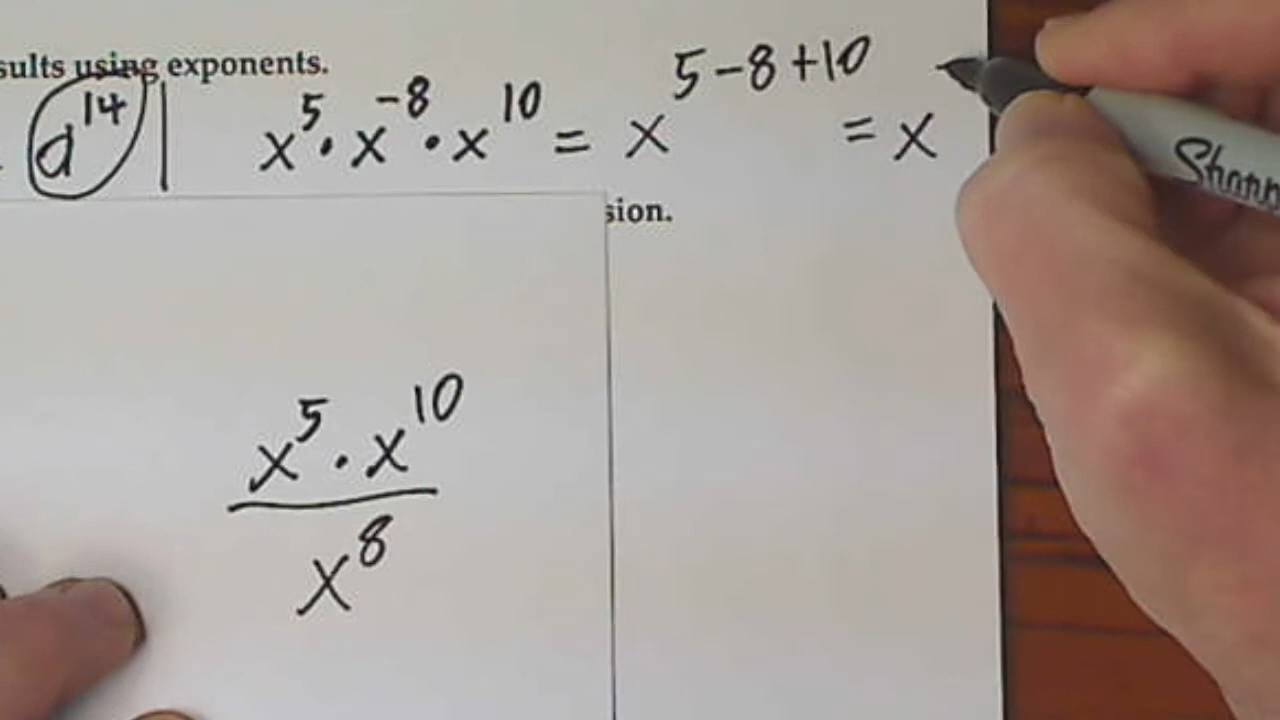 sults using exponents.
a¹⁴ | x⁵ · x⁻⁸ · x¹⁰ = x⁵⁻⁸⁺¹⁰ = x
sion.
x⁵ · x¹⁰
x⁸